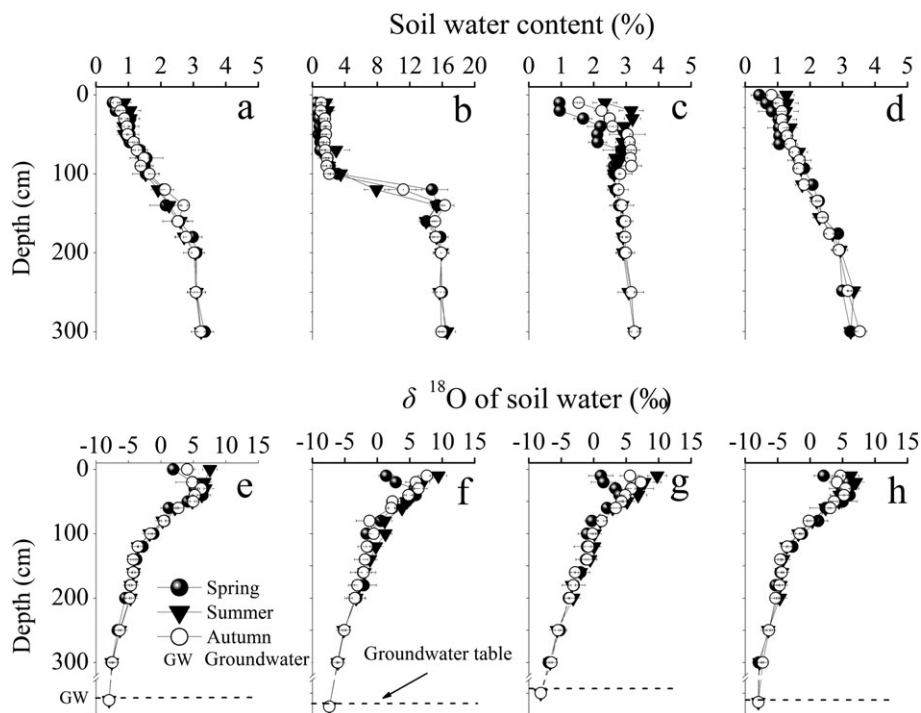 Soil water content (%)
0 1 2 3 4 5 0 4 8 12 16 20 0 1 2 3 4 5 0 1 2 3 4 5
0 a b c d
100
200
300
Depth (cm)
δ 18O of soil water (‰)
-10 -5 0 5 10 15 -10 -5 0 5 10 15 -10 -5 0 5 10 15 -10 -5 0 5 10 15
0 e f g h
100
200
300
Depth (cm)
Spring
Summer
Autumn
GW Groundwater
Groundwater table
GW